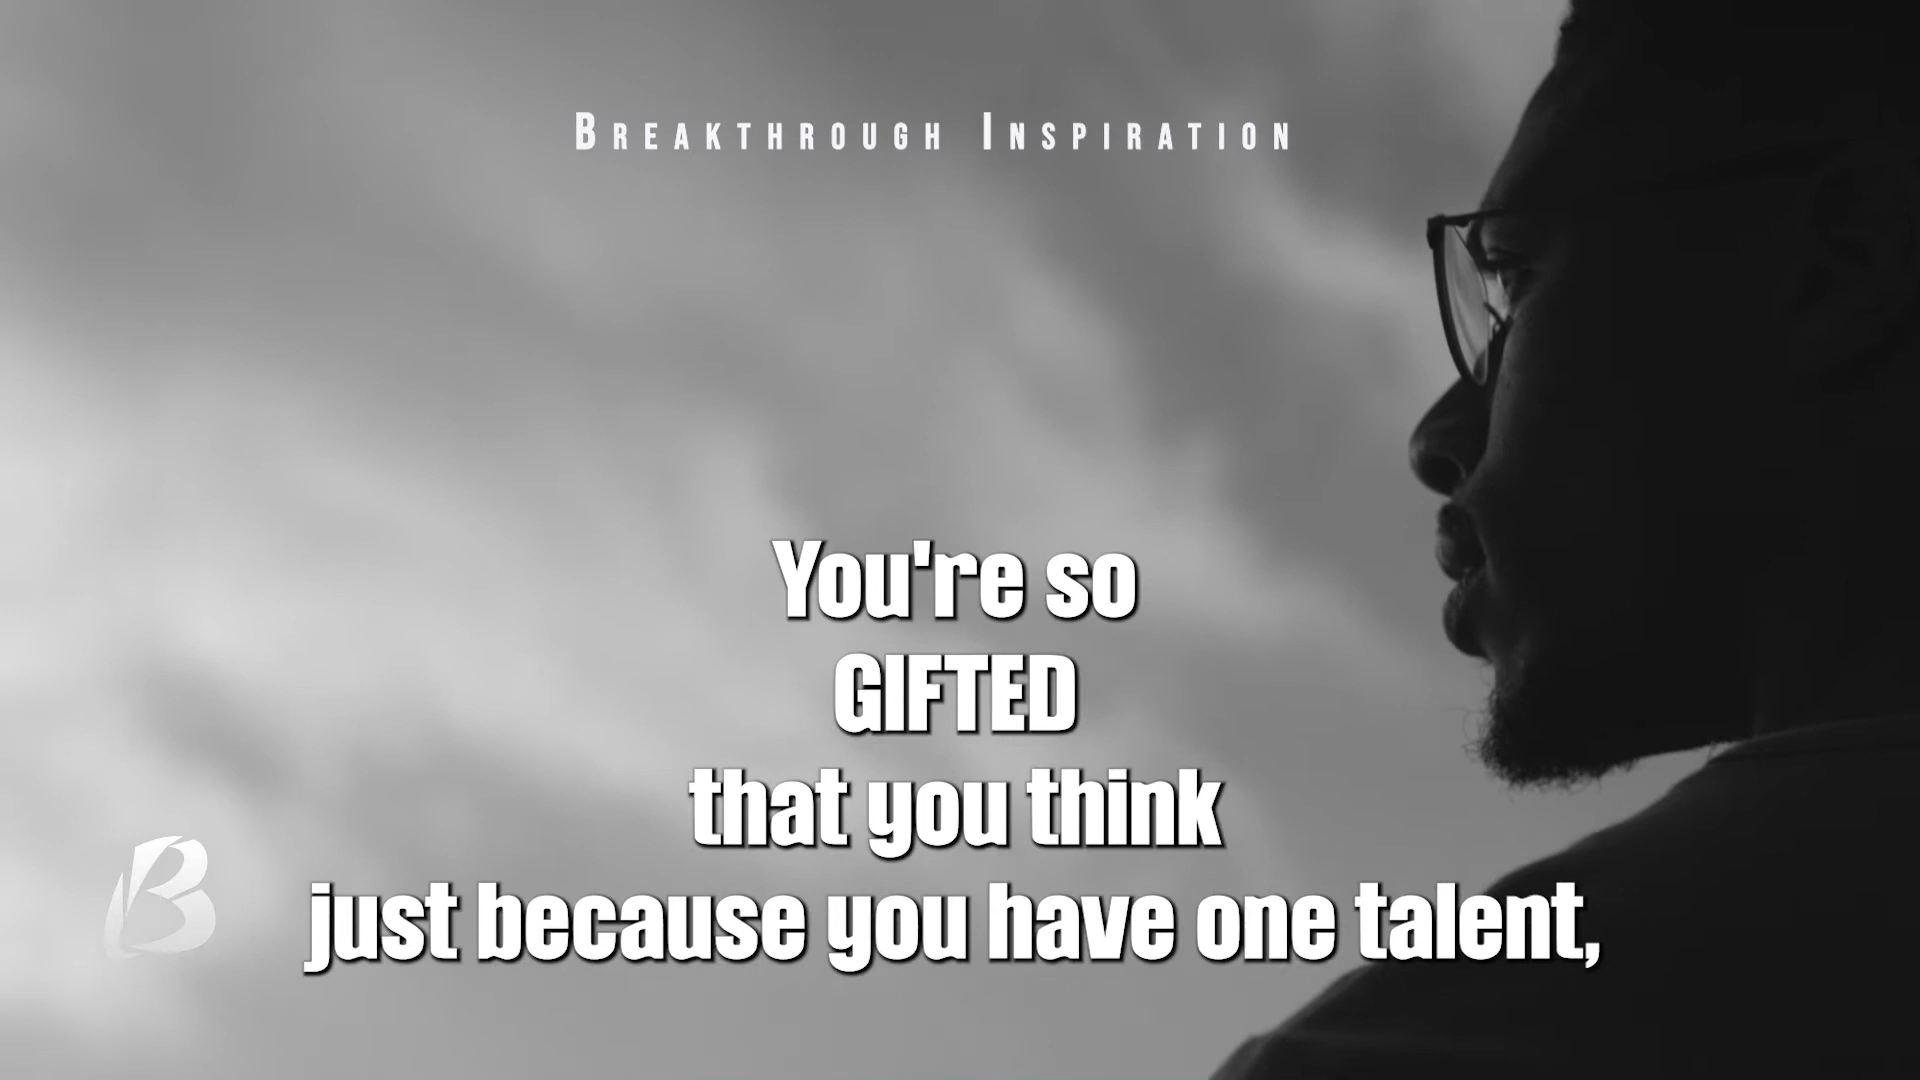 Breakthrough Inspiration
You're so
GIFTED
that you think
just because you have one talent,
B